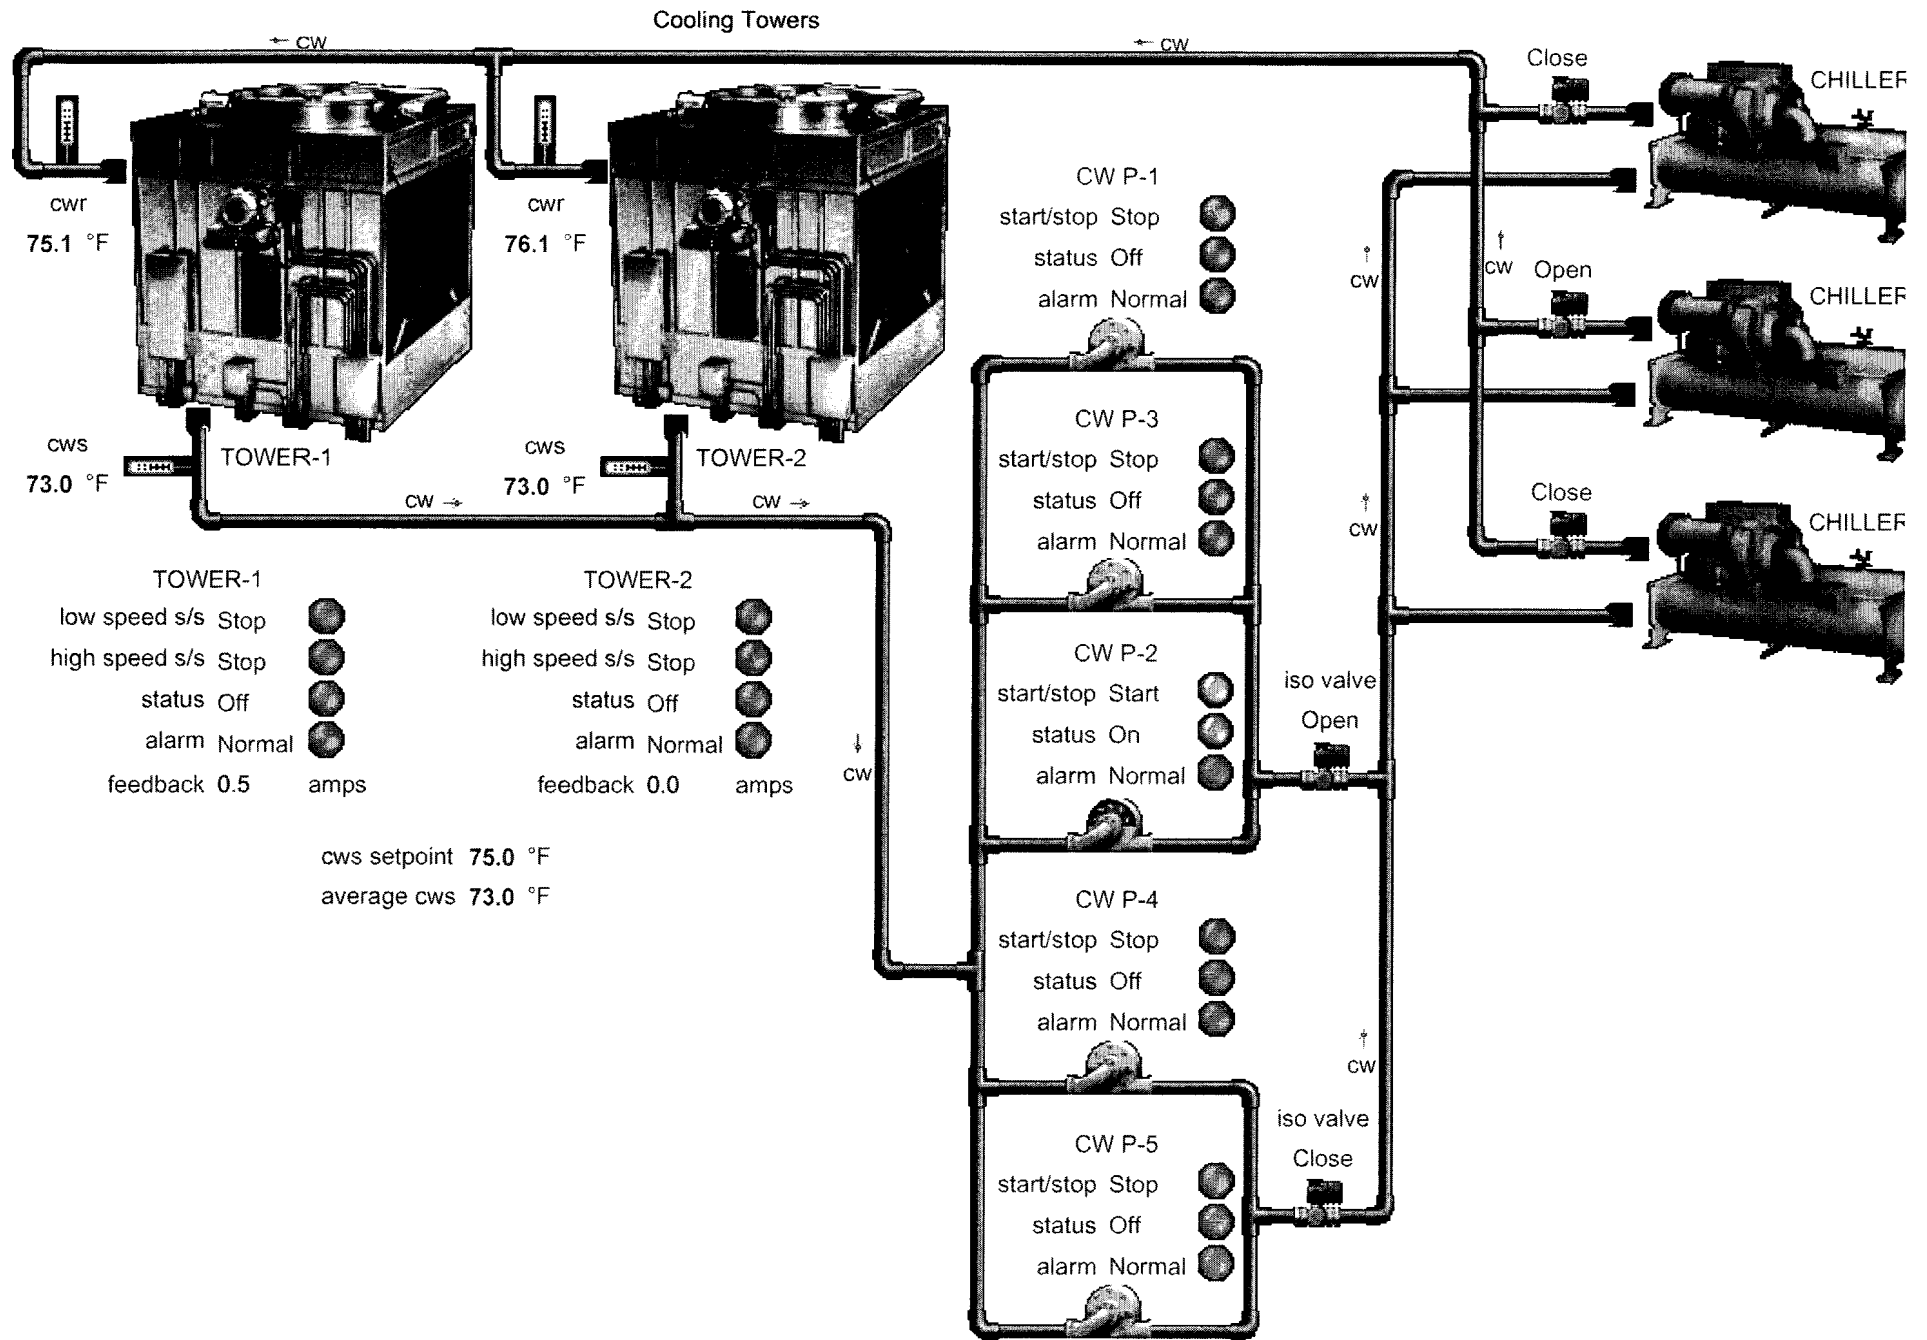 Cooling Towers
CW
CW
Close
CHILLER
cwr
75.1 °F
cwr
76.1 °F
CW P-1
start/stop Stop
status Off
alarm Normal
CW
CW
Open
CHILLER
cws
73.0 °F
TOWER-1
cws
73.0 °F
TOWER-2
CW
CW
CW P-3
start/stop Stop
status Off
alarm Normal
CW
Close
CHILLER
TOWER-1
low speed s/s Stop
high speed s/s Stop
status Off
alarm Normal
feedback 0.5 amps
TOWER-2
low speed s/s Stop
high speed s/s Stop
status Off
alarm Normal
feedback 0.0 amps
CW
CW P-2
start/stop Start
status On
alarm Normal
iso valve
Open
cws setpoint 75.0 °F
average cws 73.0 °F
CW P-4
start/stop Stop
status Off
alarm Normal
CW
iso valve
Close
CW P-5
start/stop Stop
status Off
alarm Normal